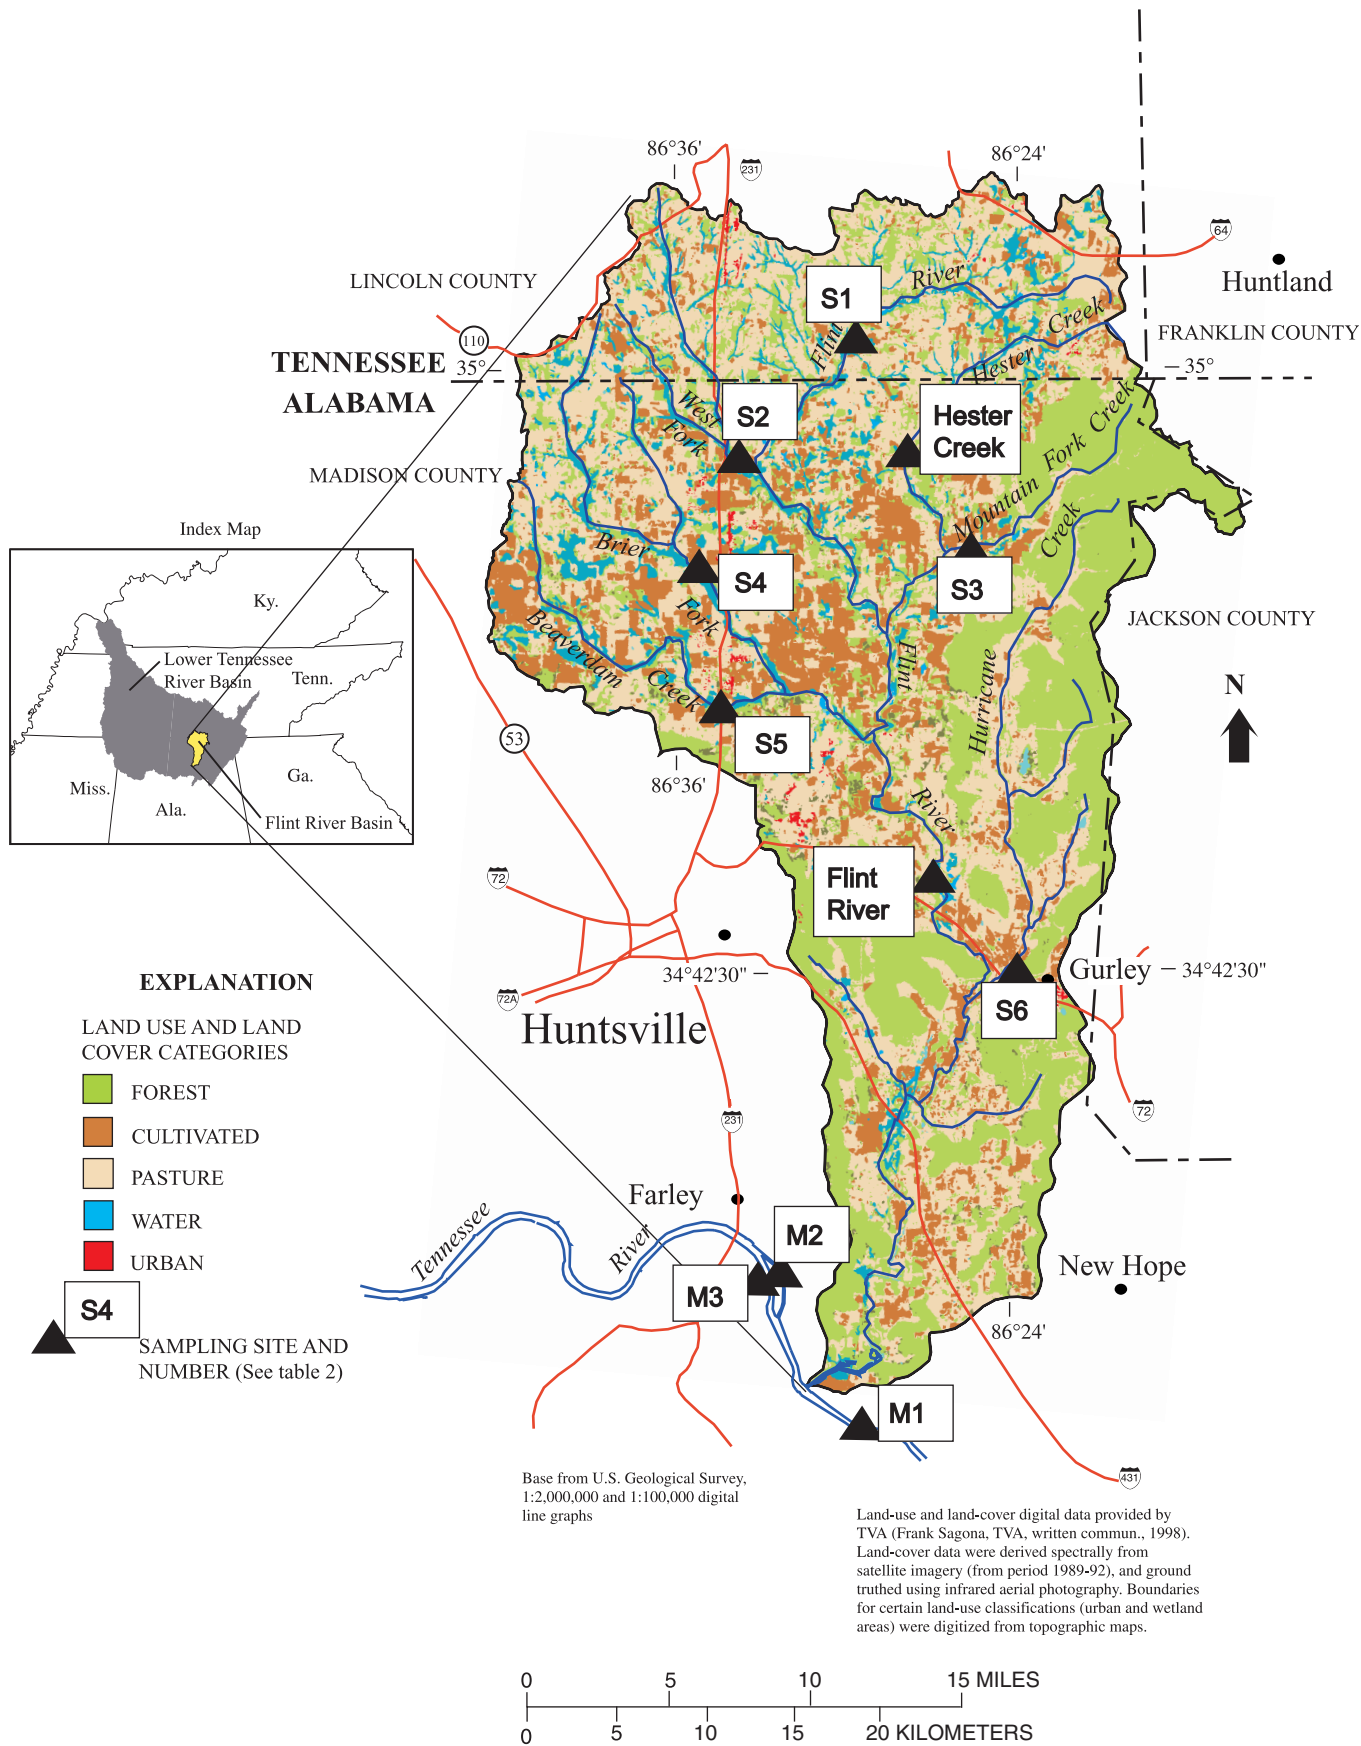 86°36'
86°24'
231
64
Huntland
LINCOLN COUNTY
S1
River
Creek
Flint
Hester
FRANKLIN COUNTY
110
TENNESSEE
35°
35°
ALABAMA
West
Fork
S2
Hester
Creek
Mountain Fork Creek
MADISON COUNTY
Index Map
Brier
Fork
S4
S3
Creek
Hurricane
JACKSON COUNTY
Ky.
Lower Tennessee
River Basin
Tenn.
Beaverdam
Creek
Flint
River
N
53
S5
86°36'
Miss.
Ala.
Ga.
Flint River Basin
72
Flint
River
34°42'30"
Gurley
34°42'30"
72A
Huntsville
S6
EXPLANATION
LAND USE AND LAND
COVER CATEGORIES
FOREST
CULTIVATED
PASTURE
WATER
URBAN
S4
SAMPLING SITE AND
NUMBER (See table 2)
231
72
Farley
Tennessee
River
M2
M3
New Hope
86°24'
M1
431
Base from U.S. Geological Survey,
1:2,000,000 and 1:100,000 digital
line graphs
Land-use and land-cover digital data provided by
TVA (Frank Sagona, TVA, written commun., 1998).
Land-cover data were derived spectrally from
satellite imagery (from period 1989-92), and ground
truthed using infrared aerial photography. Boundaries
for certain land-use classifications (urban and wetland
areas) were digitized from topographic maps.
0 5 10 15 MILES
0 5 10 15 20 KILOMETERS